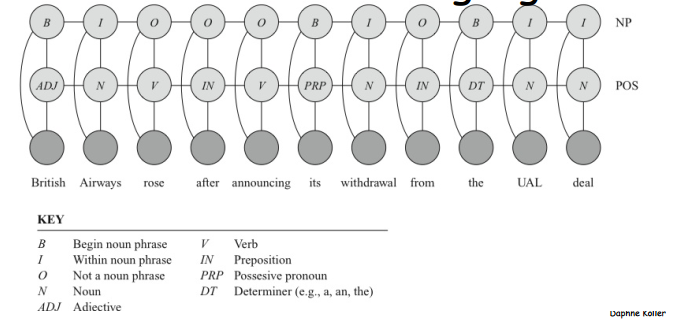 B I O O O B I O B I I NP
ADJ N V IN V PRP N IN DT N N POS
British Airways rose after announcing its withdrawal from the UAL deal
KEY
B Begin noun phrase V Verb
I Within noun phrase IN Preposition
O Not a noun phrase PRP Possesive pronoun
N Noun DT Determiner (e.g., a, an, the)
ADJ Adjective
Daphne Koller